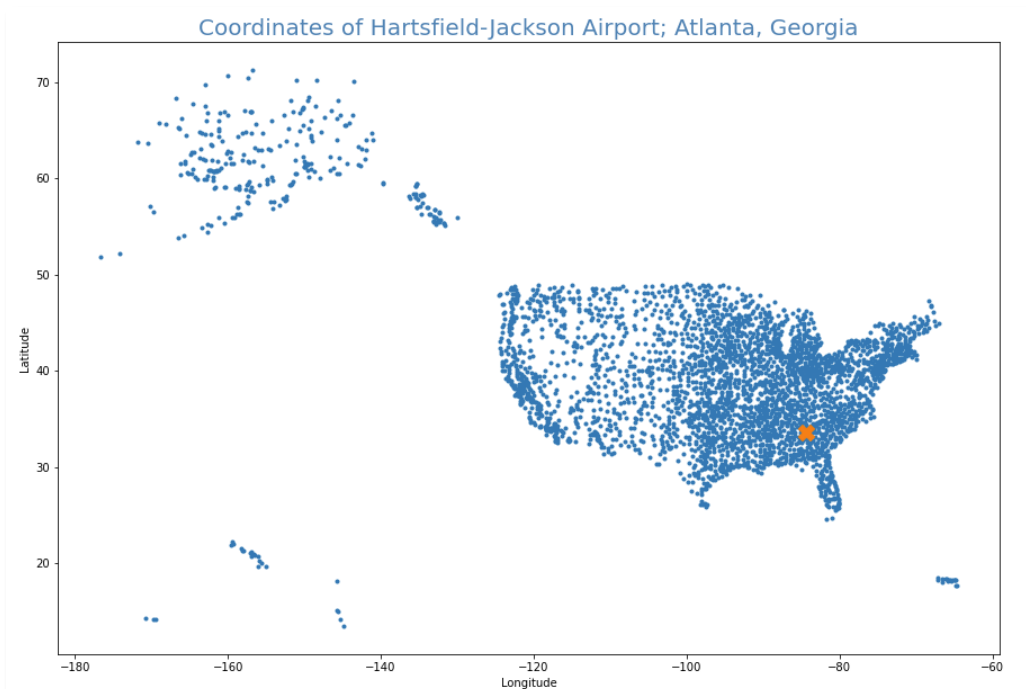 Coordinates of Hartsfield-Jackson Airport; Atlanta, Georgia
70
60
50
40
30
20
Latitude
−180 −160 −140 −120 −100 −80 −60
Longitude